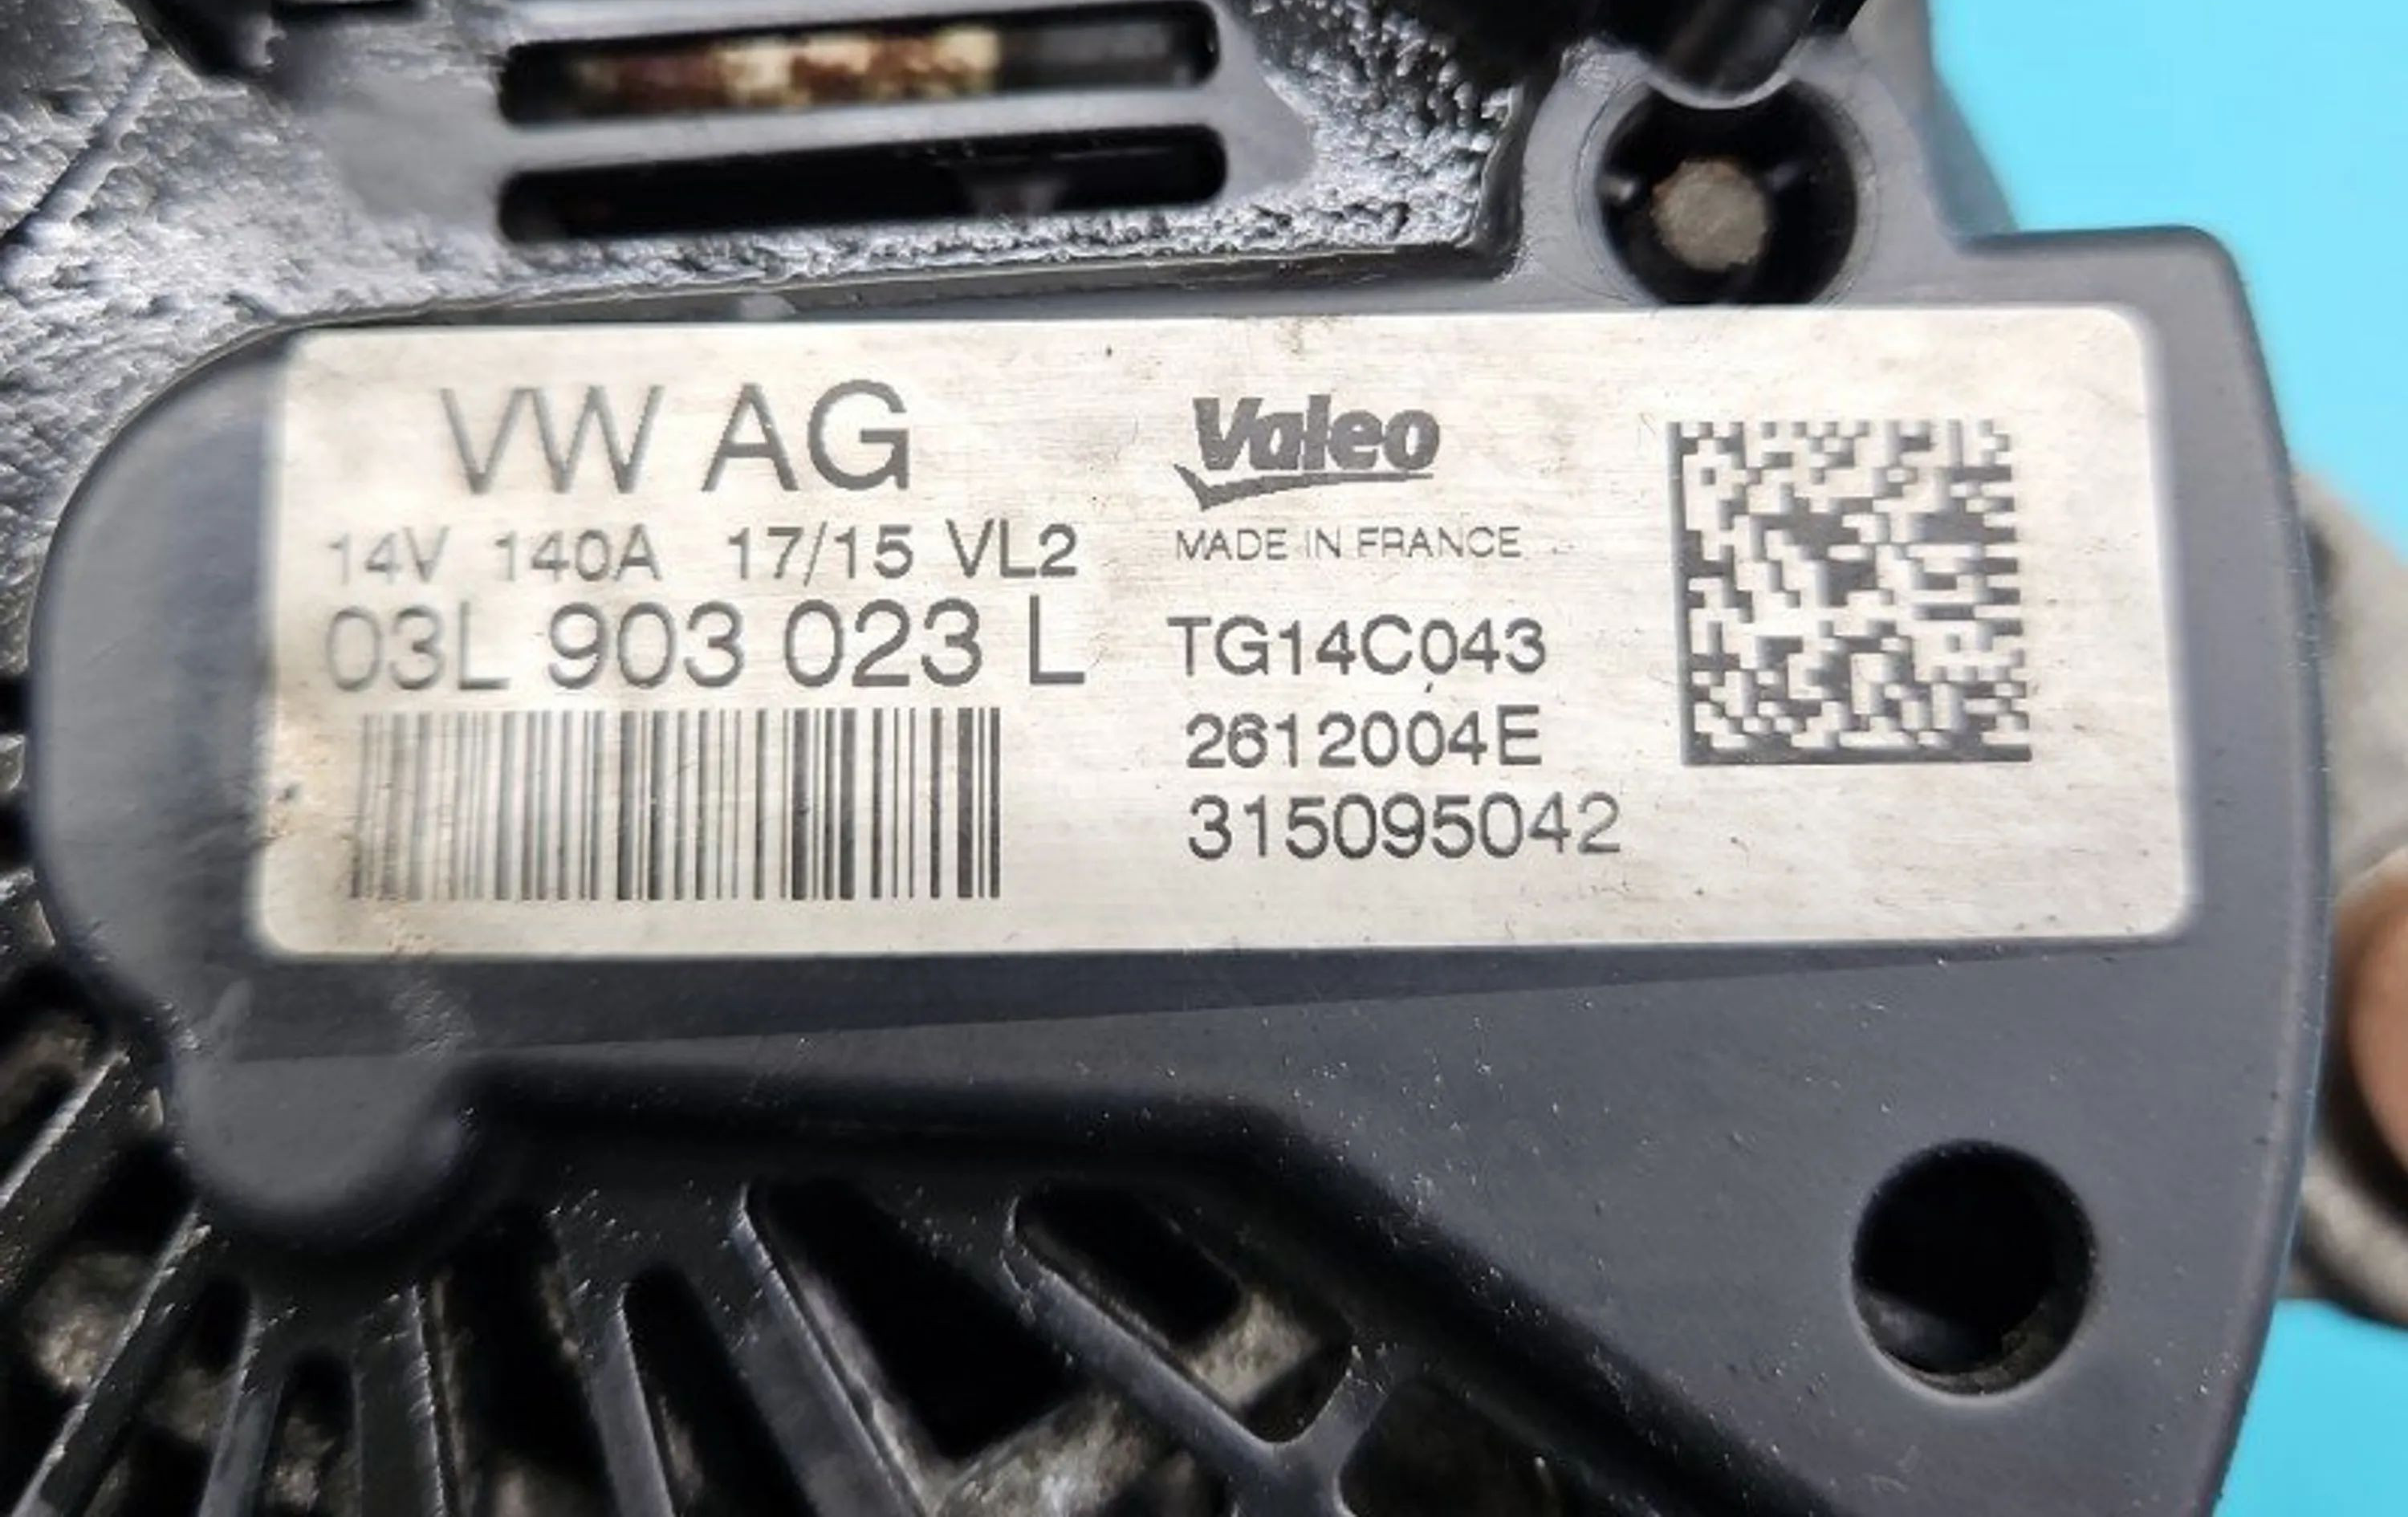 VW AG
14V 140A 17/15 VL2
03L 903 023 L
Valeo
MADE IN FRANCE
TG14C043
2612004E
315095042